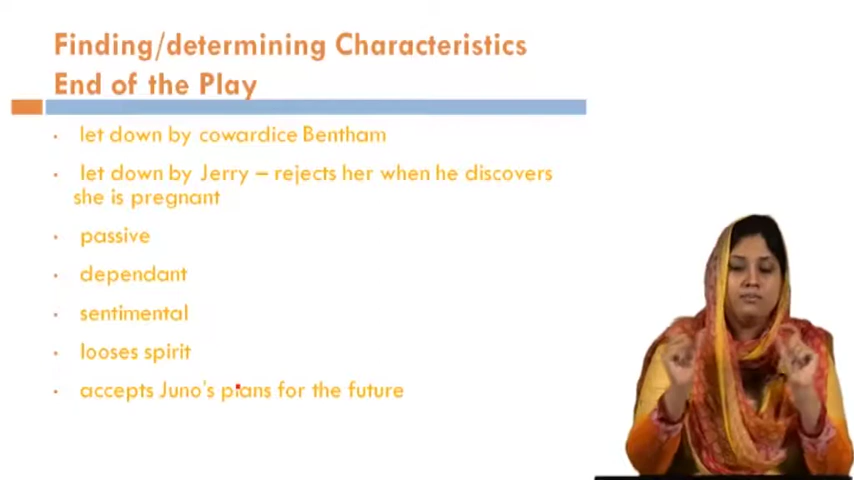 Finding/determining Characteristics
End of the Play
• let down by cowardice Bentham
• let down by Jerry – rejects her when he discovers
she is pregnant
• passive
• dependant
• sentimental
• looses spirit
• accepts Juno's plans for the future